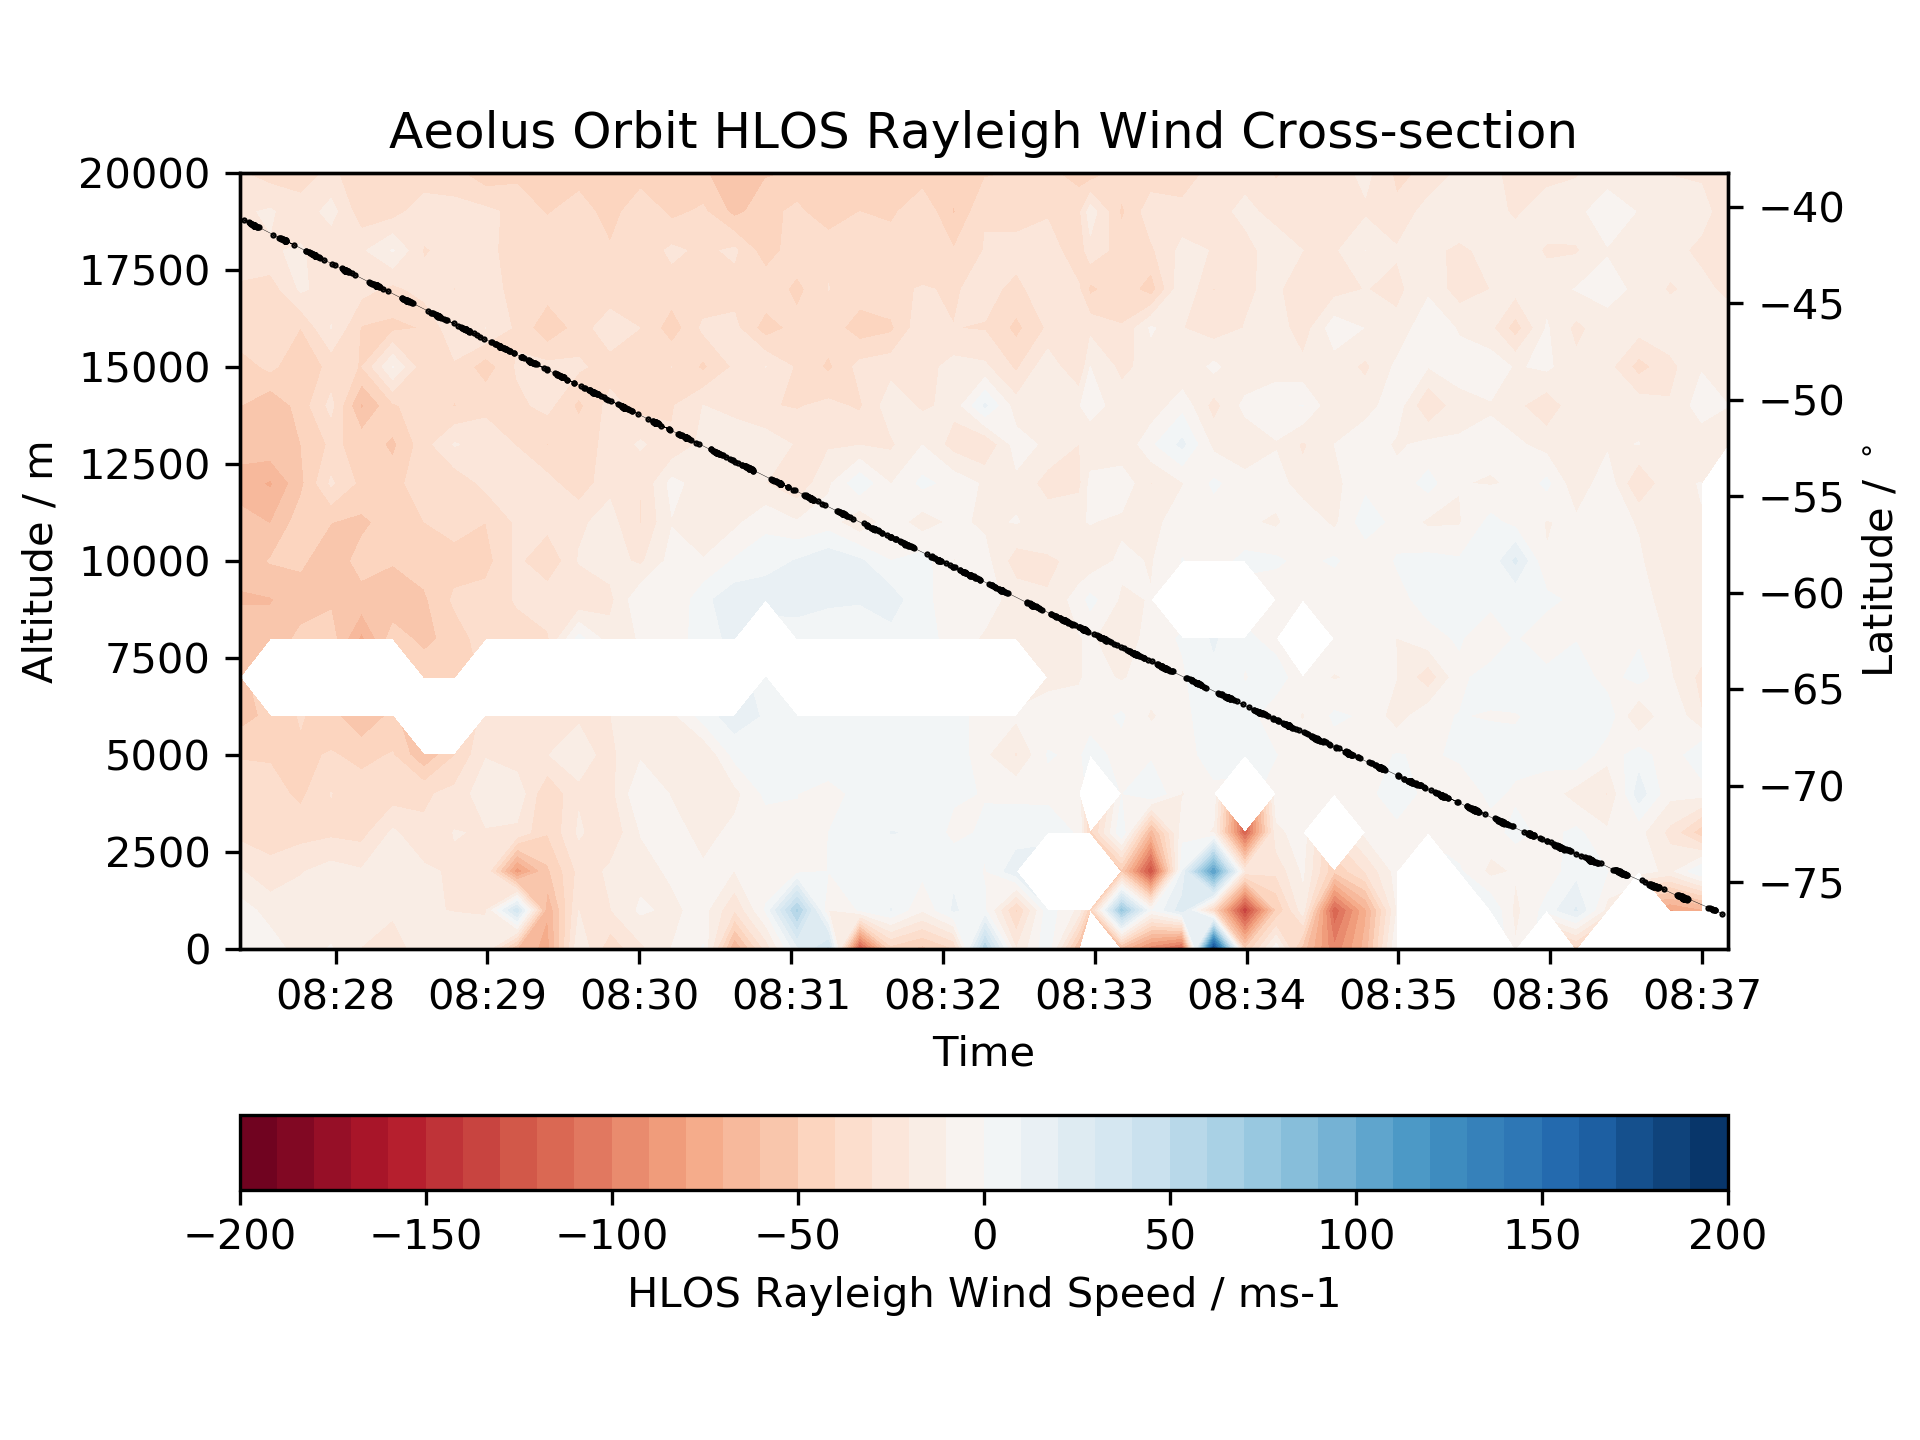 Aeolus Orbit HLOS Rayleigh Wind Cross-section
20000
17500
15000
12500
10000
7500
5000
2500
0
Altitude / m
−40
−45
−50
−55
−60
−65
−70
−75
Latitude / °
08:28 08:29 08:30 08:31 08:32 08:33 08:34 08:35 08:36 08:37
Time
−200 −150 −100 −50 0 50 100 150 200
HLOS Rayleigh Wind Speed / ms-1